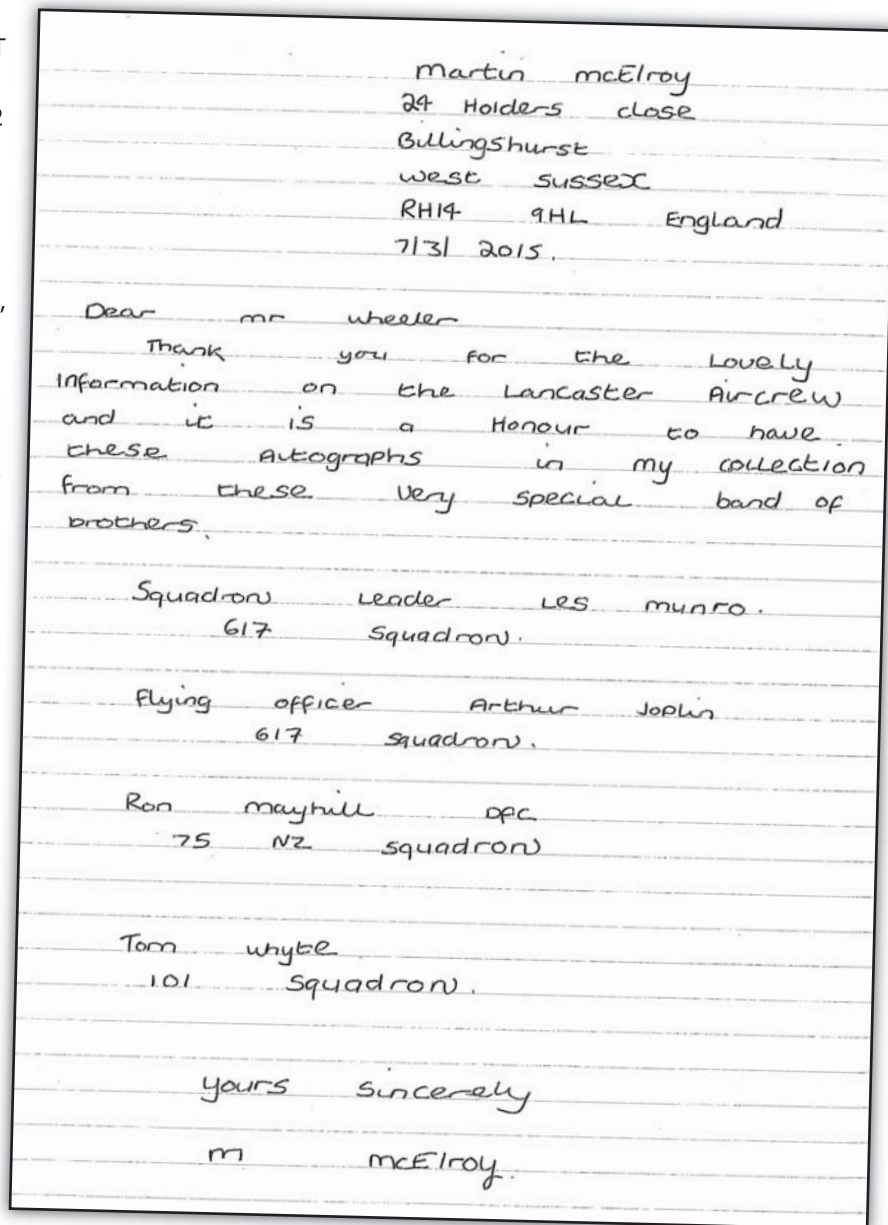 Martin McElroy
24 Holders close
Billingshurst
west sussex
RH14 9HL England
7/3/ 2015.
Dear mr wheeler
Thank you for the Lovely
Information on the Lancaster Aircrew
and it is a Honour to have
these Autographs in my collection
from these very special band of
brothers.
Squadron Leader Les munro.
617 Squadron.
Flying officer Arthur Joplin
617 squadron.
Ron mayhill DFC
75 NZ squadron
Tom whyte
101 Squadron.
yours sincerely
m mcElroy.